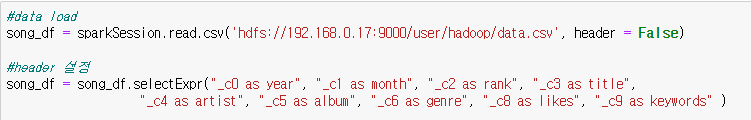 #data load
song_df = sparkSession.read.csv('hdfs://192.168.0.17:9000/user/hadoop/data.csv', header = False)
#header 설정
song_df = song_df.selectExpr("_c0 as year", "_c1 as month", "_c2 as rank", "_c3 as title",
"_c4 as artist", "_c5 as album", "_c6 as genre", "_c8 as likes", "_c9 as keywords" )